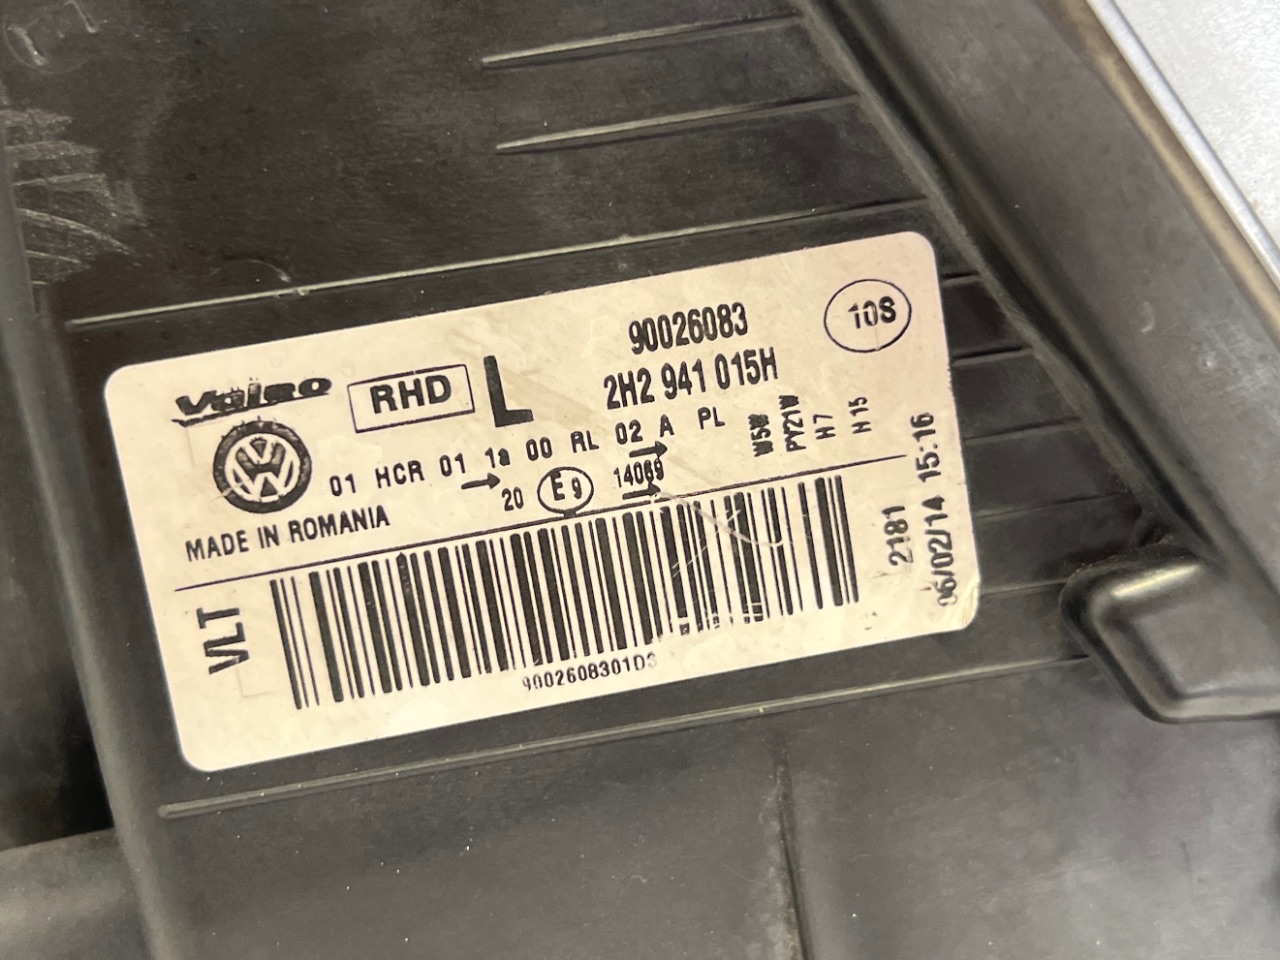 Valeo RHD L 90026083 10S
2H2 941 015H
01 HCR 01 1a 00 RL 02 A PL
20 E9 14069
W5W
PY21W
H7
H15
MADE IN ROMANIA
VLT
2181
06/02/14 15:16
9002608301D3